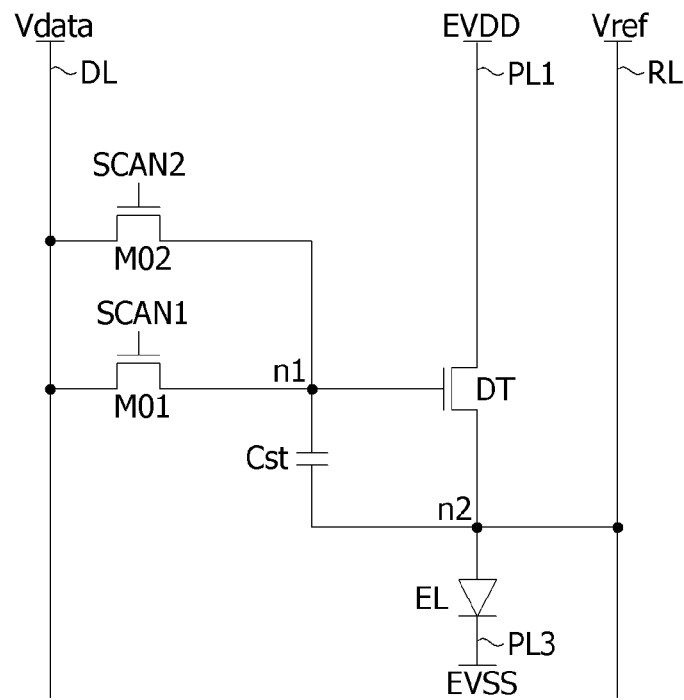 Vdata EVDD Vref
DL PL1 RL
SCAN2
M02
SCAN1
n1
M01 DT
Cst
n2
EL
PL3
EVSS